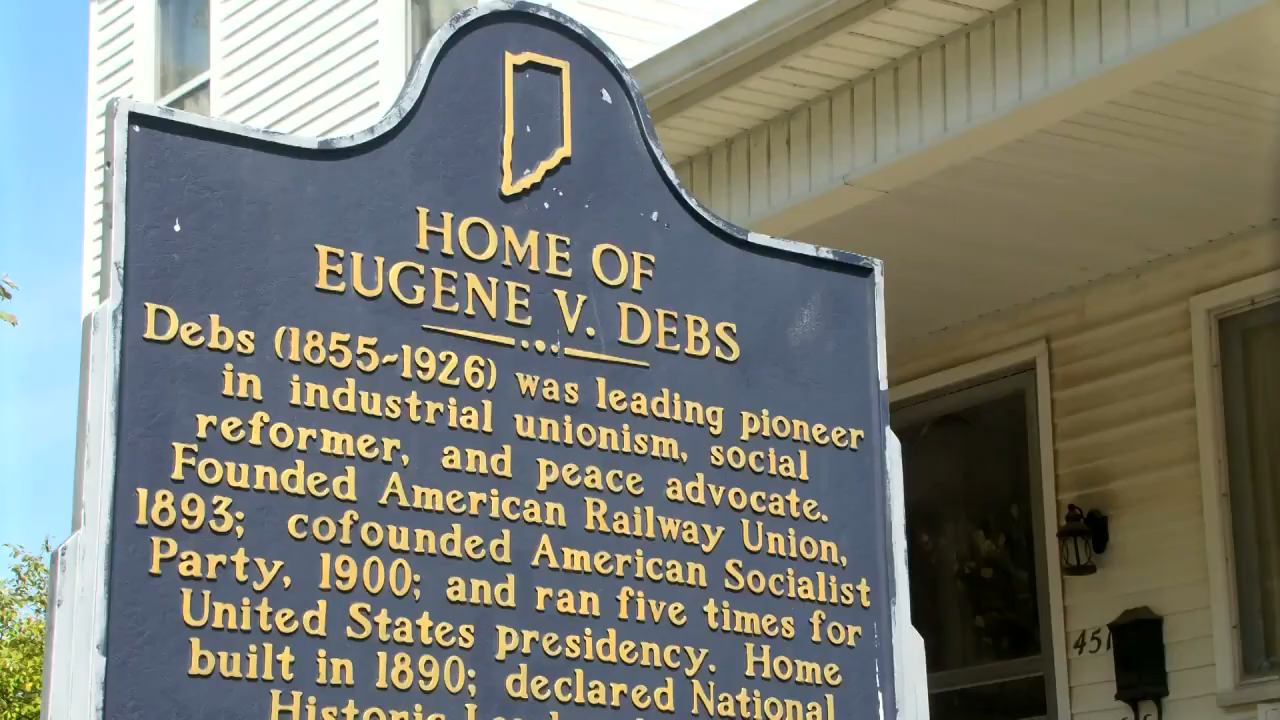 HOME OF
EUGENE V. DEBS
Debs (1855-1926) was leading pioneer
in industrial unionism, social
reformer, and peace advocate.
Founded American Railway Union,
1893; cofounded American Socialist
Party, 1900; and ran five times for
United States presidency. Home
built in 1890; declared National
Historic
451